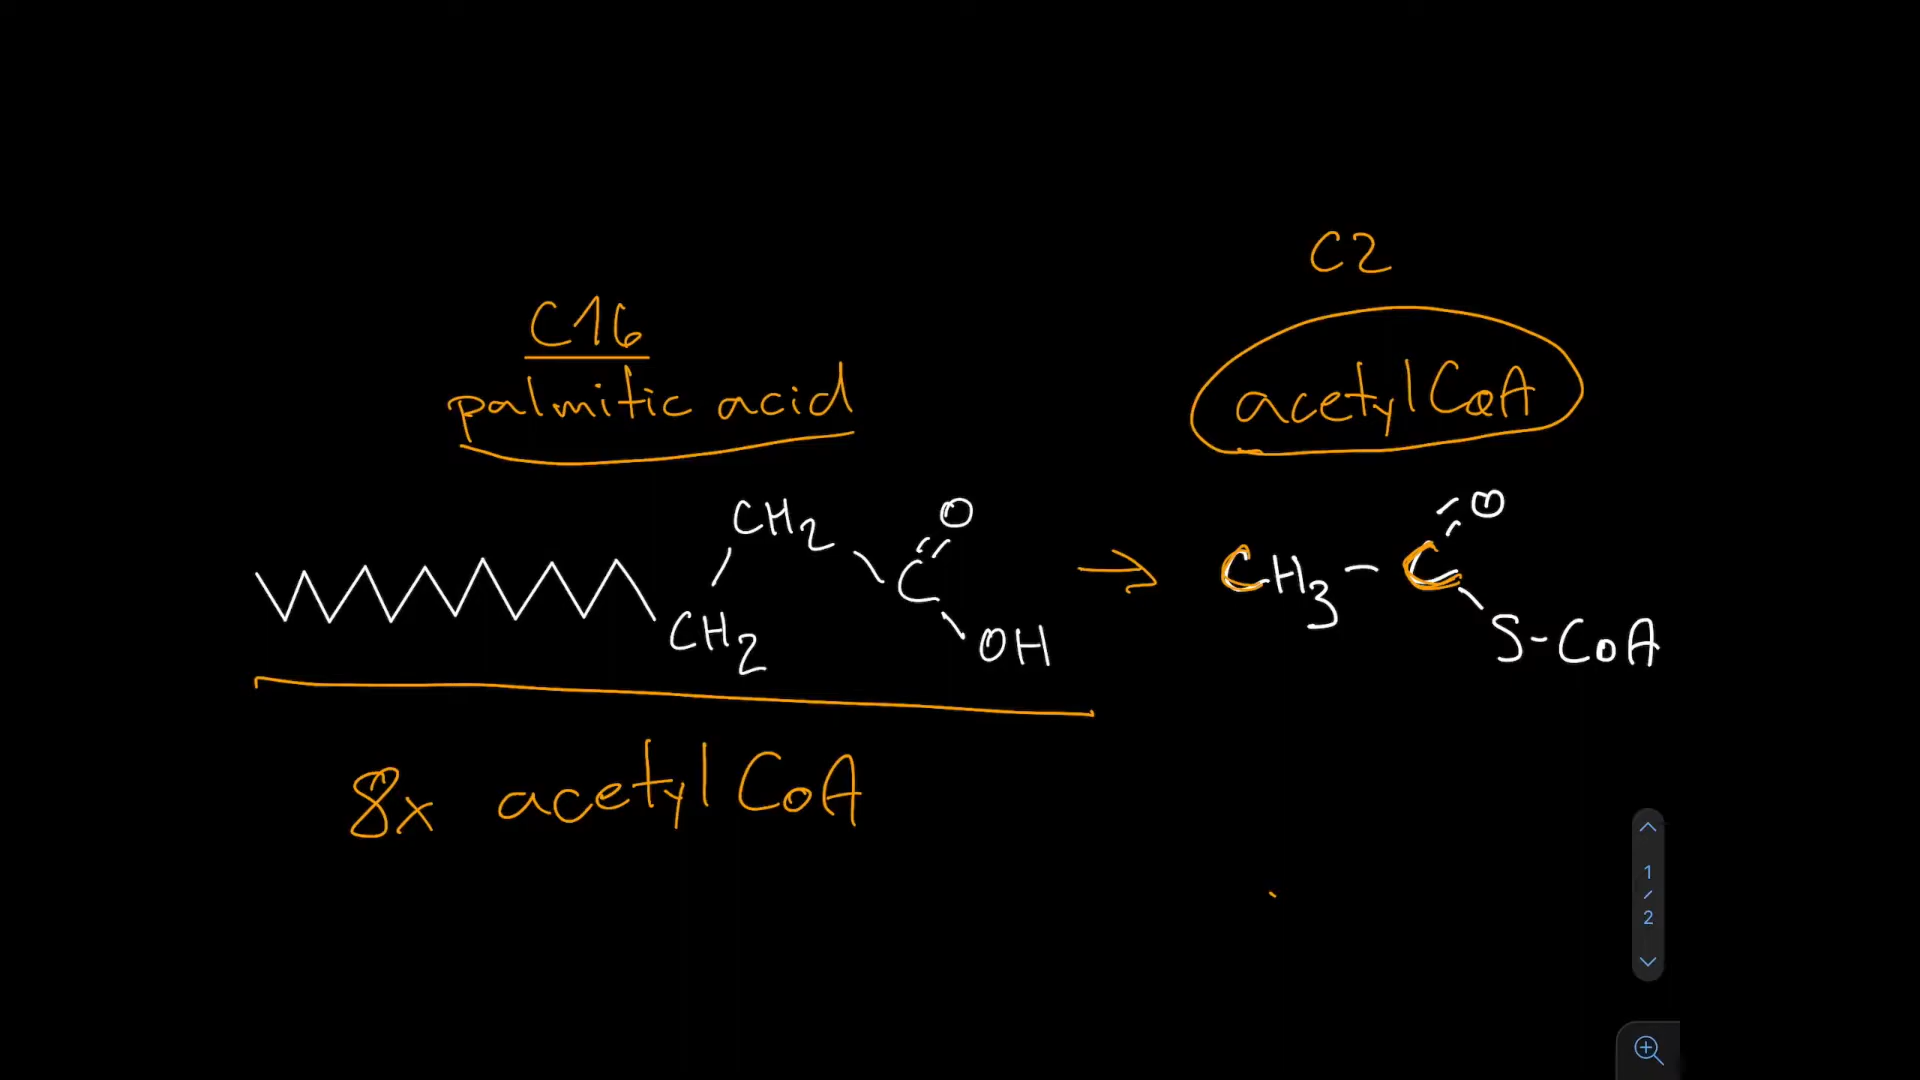 C2
C16
palmitic acid
acetyl CoA
CH2
O
O
C
CH3-C
CH2
OH
S-CoA
8x acetyl CoA
1
/
2